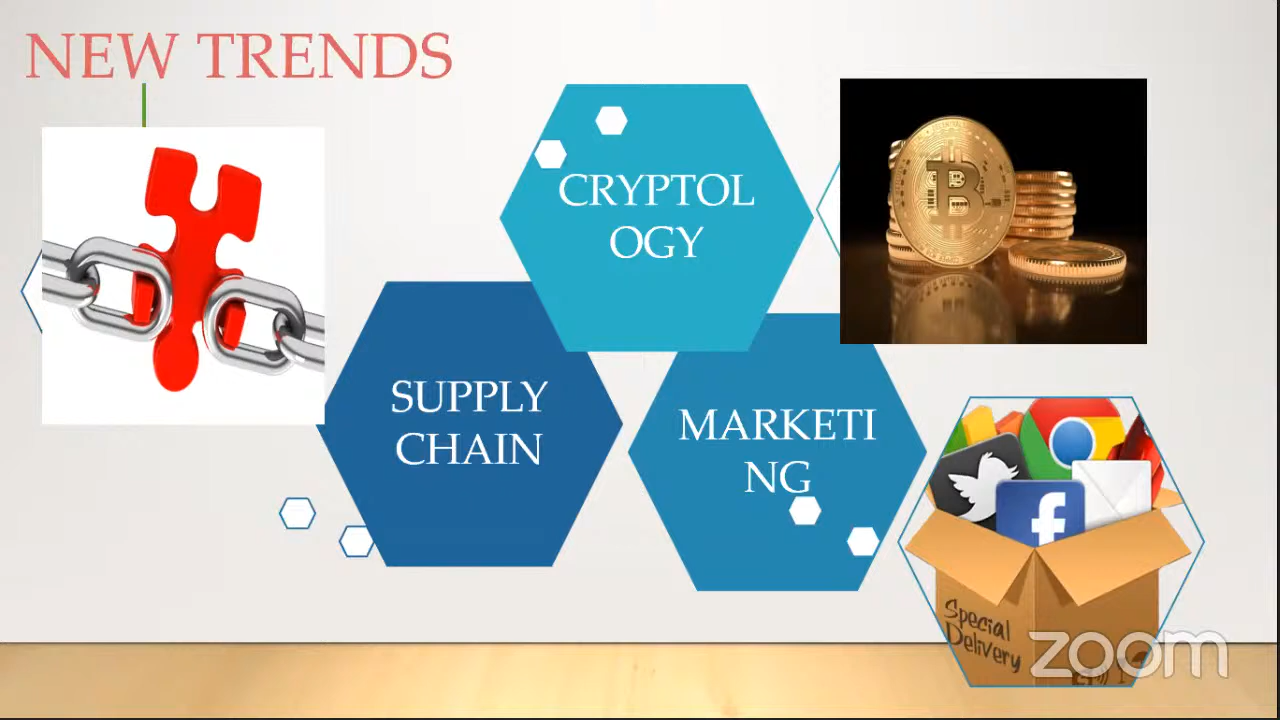 NEW TRENDS
CRYPTOL
OGY
SUPPLY
CHAIN
MARKETI
NG
Special
Delivery
zoom